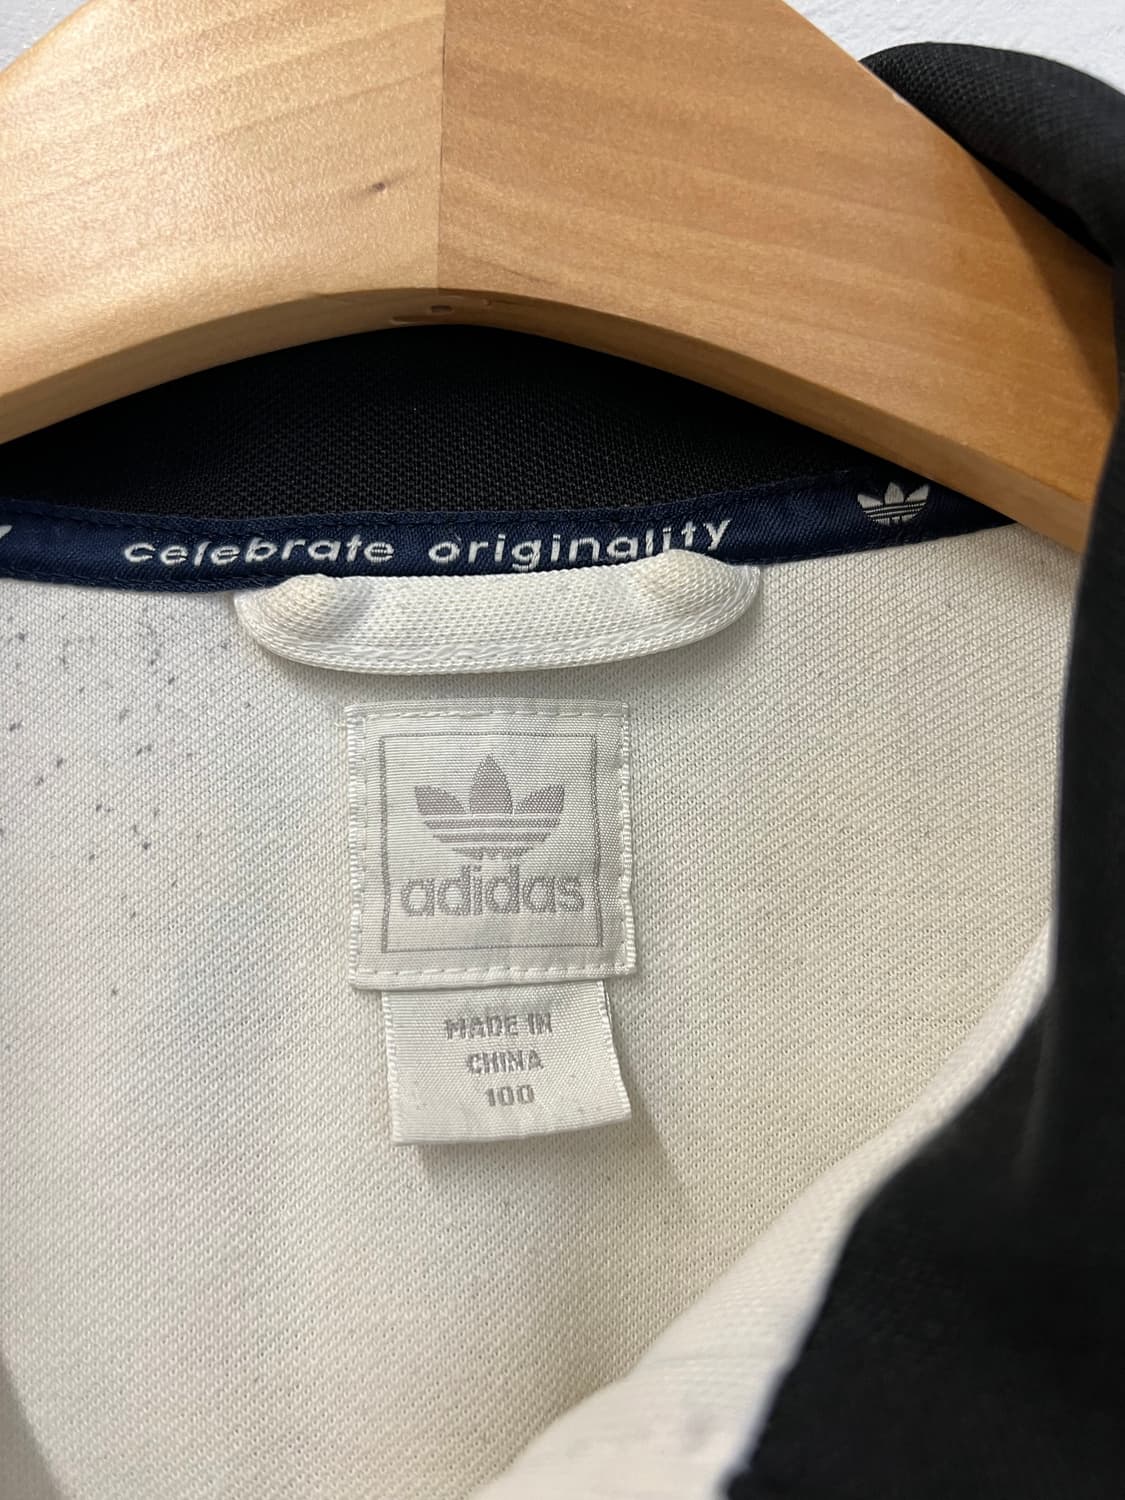 celebrate originality
adidas
MADE IN
CHINA
100